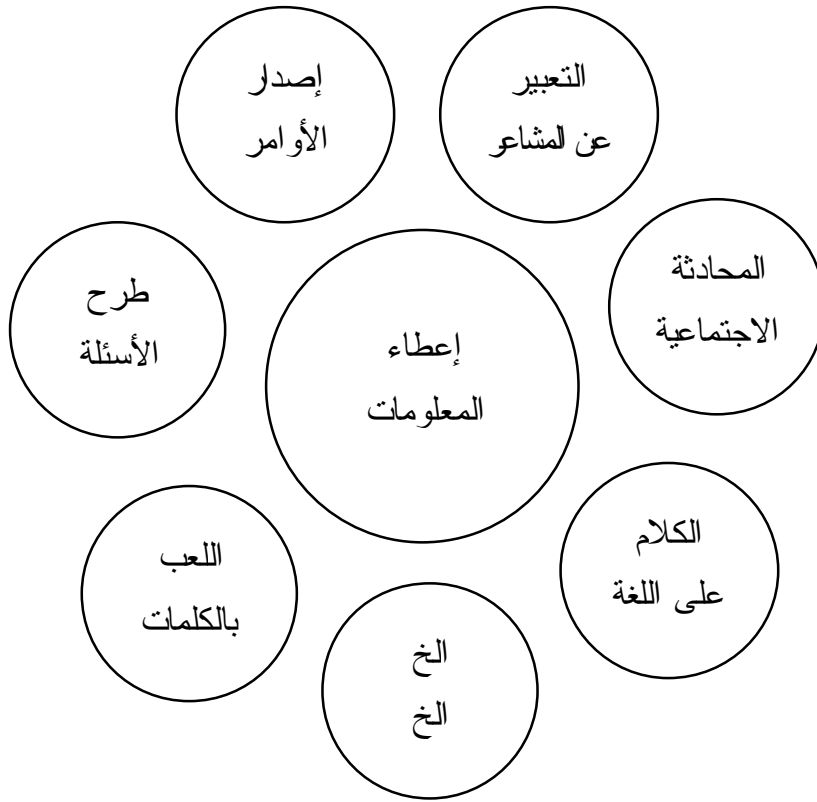 إصدار
الأوامر
التعبير
عن المشاعر
المحادثة
الاجتماعية
طرح
الأسئلة
إعطاء
المعلومات
الكلام
على اللغة
اللعب
بالكلمات
الخ
الخ